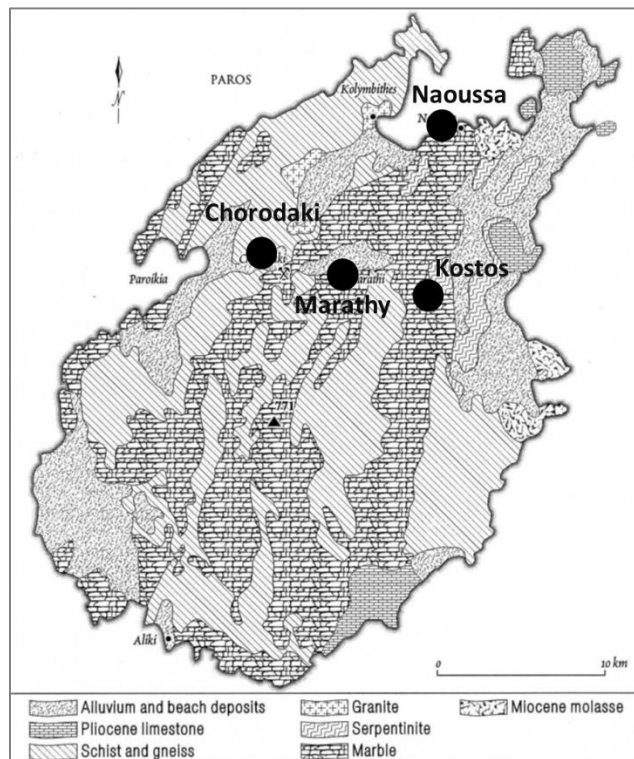 PAROS
N
Kolymbithes
Naoussa
Chorodaki
Paroikia
Marathy
Kostos
771
Aliki
0 10 km
Alluvium and beach deposits
Pliocene limestone
Schist and gneiss
Granite
Serpentinite
Marble
Miocene molasse